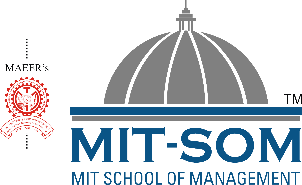 MAEER's
TM
MIT-SOM
MIT SCHOOL OF MANAGEMENT